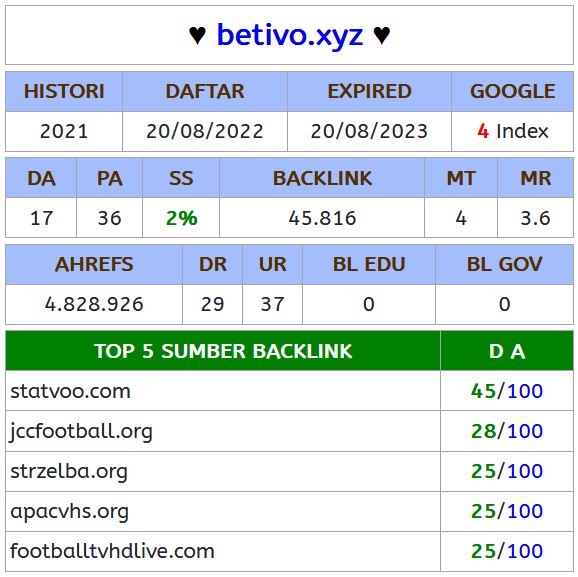 ♥ betivo.xyz ♥
HISTORI DAFTAR EXPIRED GOOGLE
2021 20/08/2022 20/08/2023 4 Index
DA PA SS BACKLINK MT MR
17 36 2% 45.816 4 3.6
AHREFS DR UR BL EDU BL GOV
4.828.926 29 37 0 0
TOP 5 SUMBER BACKLINK D A
statvoo.com 45/100
jccfootball.org 28/100
strzelba.org 25/100
apacvhs.org 25/100
footballtvhdlive.com 25/100